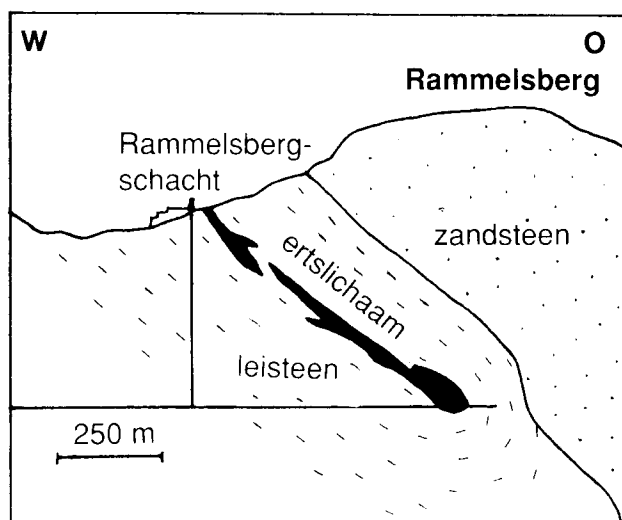 W
O
Rammelsberg
Rammelsberg-
schacht
zandsteen
ertslichaam
leisteen
250 m